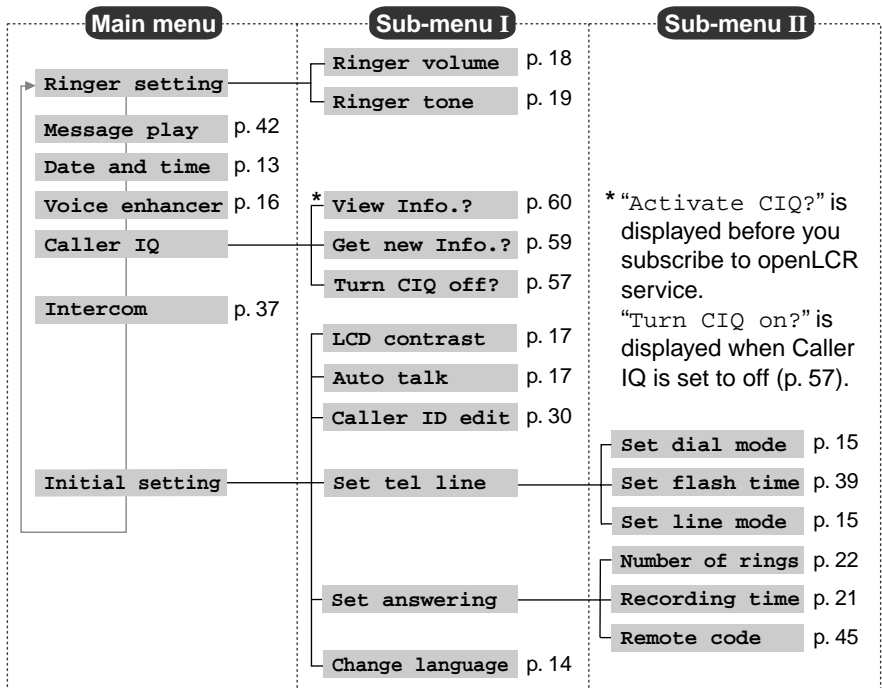 Main menu
Sub-menu I
Sub-menu II
Ringer setting
Ringer volume p. 18
Ringer tone p. 19
Message play p. 42
Date and time p. 13
Voice enhancer p. 16
Caller IQ
* View Info.? p. 60
Get new Info.? p. 59
Turn CIQ off? p. 57
* “Activate CIQ?” is
displayed before you
subscribe to openLCR
service.
“Turn CIQ on?” is
displayed when Caller
IQ is set to off (p. 57).
Intercom p. 37
Initial setting
LCD contrast p. 17
Auto talk p. 17
Caller ID edit p. 30
Set tel line
Set dial mode p. 15
Set flash time p. 39
Set line mode p. 15
Set answering
Number of rings p. 22
Recording time p. 21
Remote code p. 45
Change language p. 14